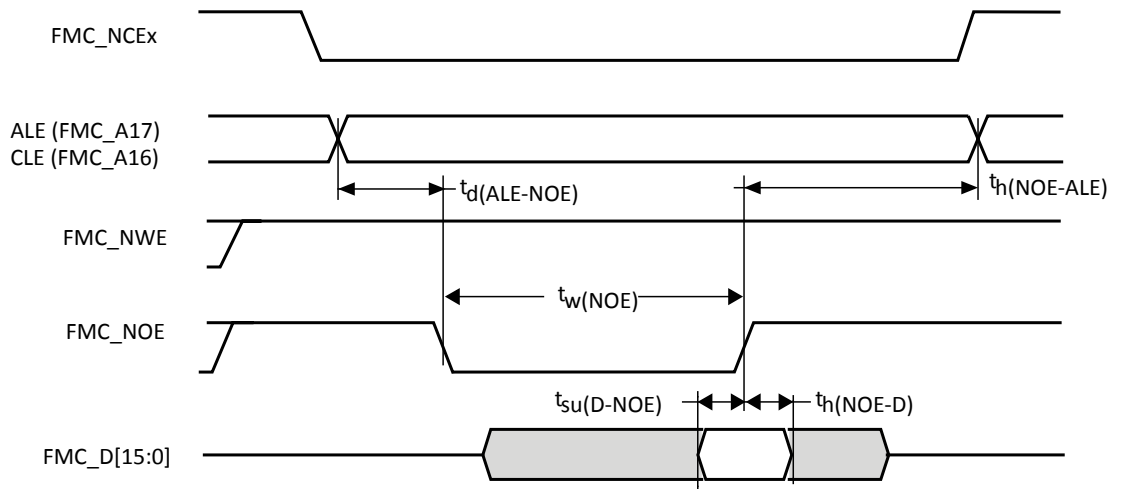 FMC_NCEx
ALE (FMC_A17)
CLE (FMC_A16)
td(ALE-NOE)
th(NOE-ALE)
FMC_NWE
tw(NOE)
FMC_NOE
tsu(D-NOE)
th(NOE-D)
FMC_D[15:0]